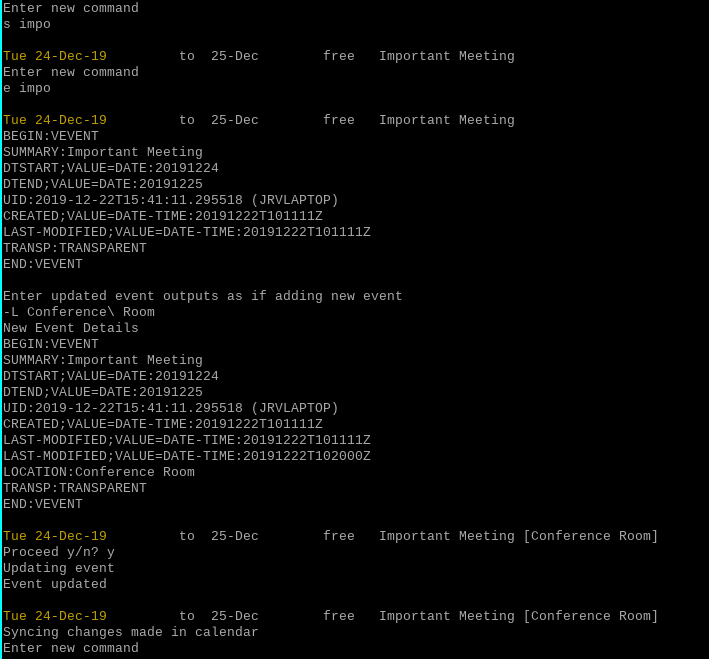 Enter new command
s impo
Tue 24-Dec-19         to  25-Dec        free   Important Meeting
Enter new command
e impo
Tue 24-Dec-19         to  25-Dec        free   Important Meeting
BEGIN:VEVENT
SUMMARY:Important Meeting
DTSTART;VALUE=DATE:20191224
DTEND;VALUE=DATE:20191225
UID:2019-12-22T15:41:11.295518 (JRVLAPTOP)
CREATED;VALUE=DATE-TIME:20191222T101111Z
LAST-MODIFIED;VALUE=DATE-TIME:20191222T101111Z
TRANSP:TRANSPARENT
END:VEVENT
Enter updated event outputs as if adding new event
-L Conference\ Room
New Event Details
BEGIN:VEVENT
SUMMARY:Important Meeting
DTSTART;VALUE=DATE:20191224
DTEND;VALUE=DATE:20191225
UID:2019-12-22T15:41:11.295518 (JRVLAPTOP)
CREATED;VALUE=DATE-TIME:20191222T101111Z
LAST-MODIFIED;VALUE=DATE-TIME:20191222T101111Z
LAST-MODIFIED;VALUE=DATE-TIME:20191222T102000Z
LOCATION:Conference Room
TRANSP:TRANSPARENT
END:VEVENT
Tue 24-Dec-19         to  25-Dec        free   Important Meeting [Conference Room]
Proceed y/n? y
Updating event
Event updated
Tue 24-Dec-19         to  25-Dec        free   Important Meeting [Conference Room]
Syncing changes made in calendar
Enter new command